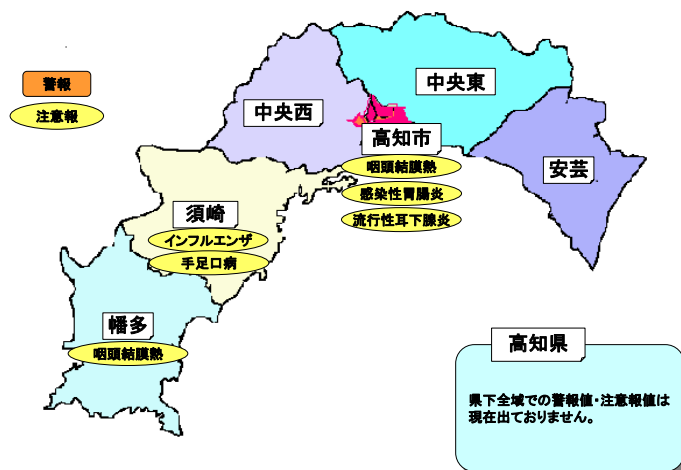 警報
注意報
中央東
中央西
高知市
咽頭結膜熱
感染性胃腸炎
流行性耳下腺炎
安芸
須崎
インフルエンザ
手足口病
幡多
咽頭結膜熱
高知県
県下全域での警報値・注意報値は
現在出ておりません。